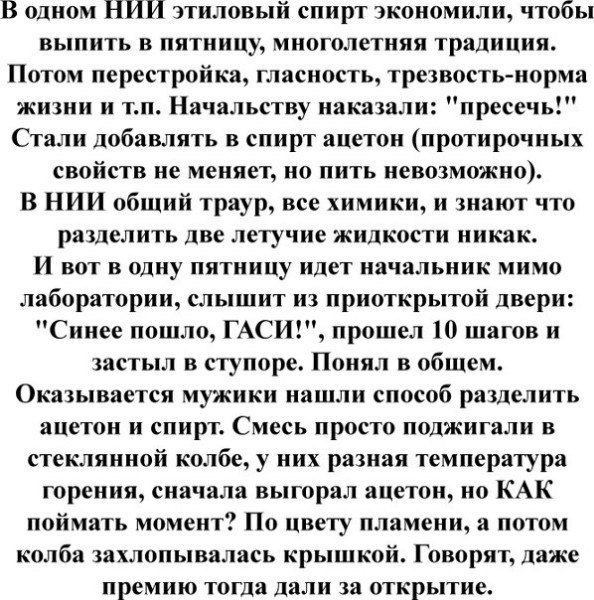 В одном НИИ этиловый спирт экономили, чтобы
выпить в пятницу, многолетняя традиция.
Потом перестройка, гласность, трезвость-норма
жизни и т.п. Начальству наказали: "пресечь!"
Стали добавлять в спирт ацетон (протирочных
свойств не меняет, но пить невозможно).
В НИИ общий траур, все химики, и знают что
разделить две летучие жидкости никак.
И вот в одну пятницу идет начальник мимо
лаборатории, слышит из приоткрытой двери:
"Синее пошло, ГАСИ!", прошел 10 шагов и
застыл в ступоре. Понял в общем.
Оказывается мужики нашли способ разделить
ацетон и спирт. Смесь просто поджигали в
стеклянной колбе, у них разная температура
горения, сначала выгорал ацетон, но КАК
поймать момент? По цвету пламени, а потом
колба захлопывалась крышкой. Говорят, даже
премию тогда дали за открытие.